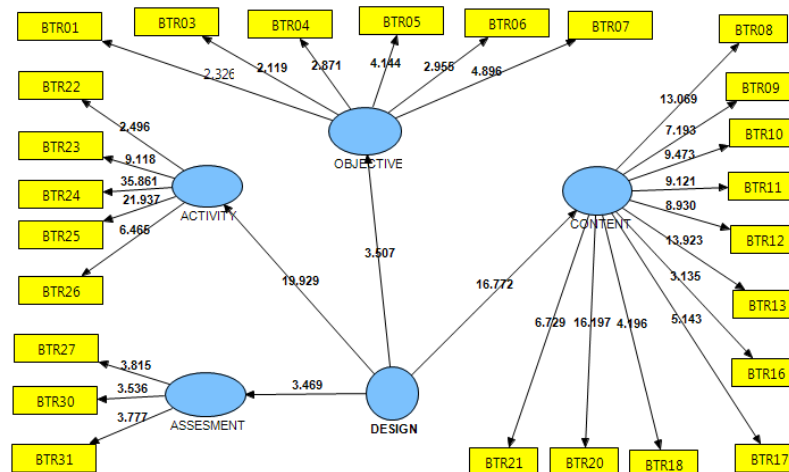 BTR01
BTR03
BTR04
BTR05
BTR06
BTR07
BTR08
2.326
2.119
2.871
4.144
2.955
4.896
BTR22
BTR09
13.069
2.496
7.193
BTR10
BTR23
9.118
9.473
OBJECTIVE
BTR24
35.861
9.121
BTR11
21.937
8.930
ACTIVITY
CONTENT
BTR25
BTR12
6.465
13.923
3.507
3.135
BTR26
19.929
16.772
BTR13
6.729
16.197
4.196
5.143
BTR27
3.815
BTR16
3.469
3.536
BTR30
3.777
ASSESMENT
DESIGN
BTR31
BTR21
BTR20
BTR18
BTR17